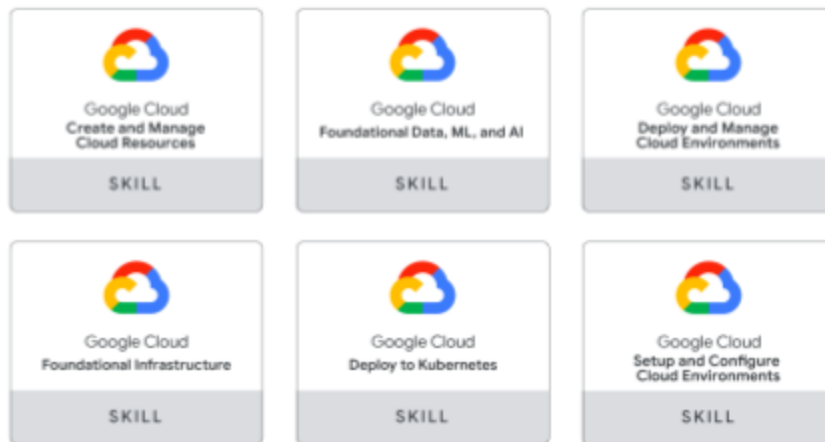 Google Cloud
Create and Manage
Cloud Resources
SKILL
Google Cloud
Foundational Data, ML, and AI
SKILL
Google Cloud
Deploy and Manage
Cloud Environments
SKILL
Google Cloud
Foundational Infrastructure
SKILL
Google Cloud
Deploy to Kubernetes
SKILL
Google Cloud
Setup and Configure
Cloud Environments
SKILL